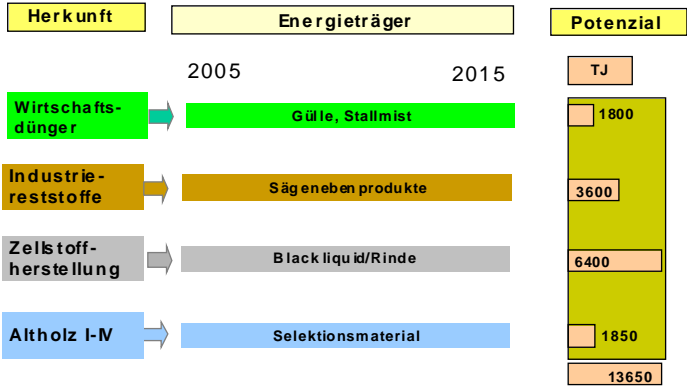 Herkunft
Energieträger
Potenzial
2005
2015
TJ
Wirtschafts-
dünger
Gülle, Stallmist
1800
Industrie-
reststoffe
Sägenebenprodukte
3600
Zellstoff-
herstellung
Black liquid/Rinde
6400
Altholz I-IV
Selektionsmaterial
1850
13650